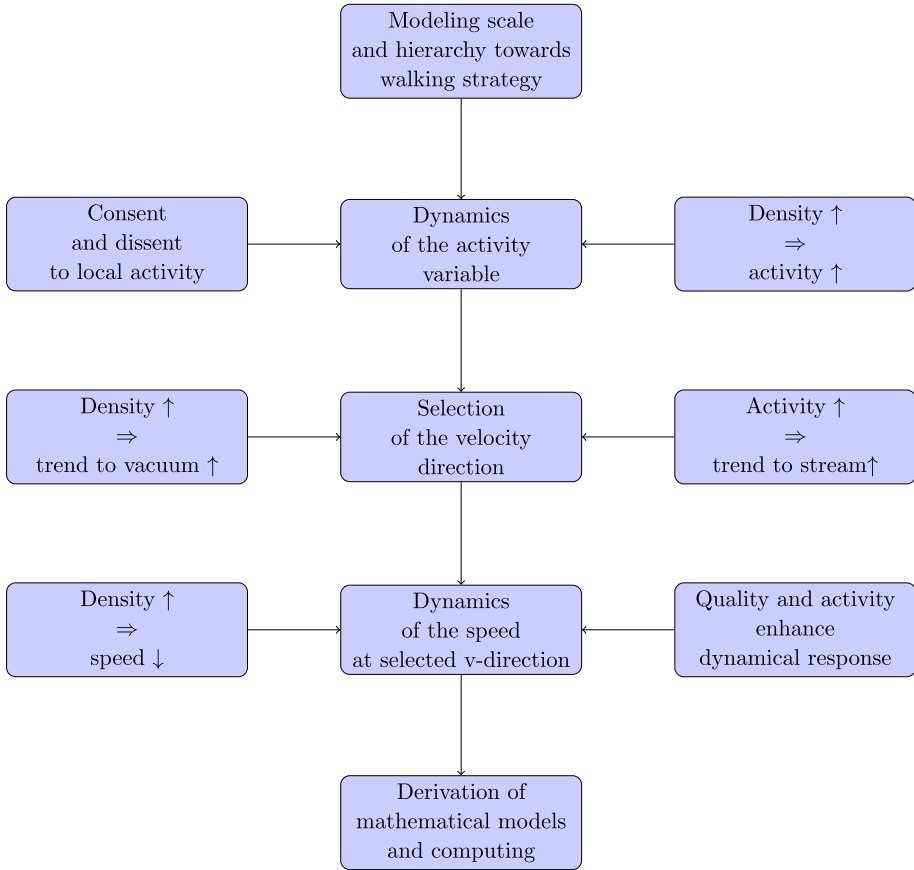 Modeling scale
and hierarchy towards
walking strategy
Consent
and dissent
to local activity
Dynamics
of the activity
variable
Density ↑
⇒
activity ↑
Density ↑
⇒
trend to vacuum ↑
Selection
of the velocity
direction
Activity ↑
⇒
trend to stream↑
Density ↑
⇒
speed ↓
Dynamics
of the speed
at selected v-direction
Quality and activity
enhance
dynamical response
Derivation of
mathematical models
and computing